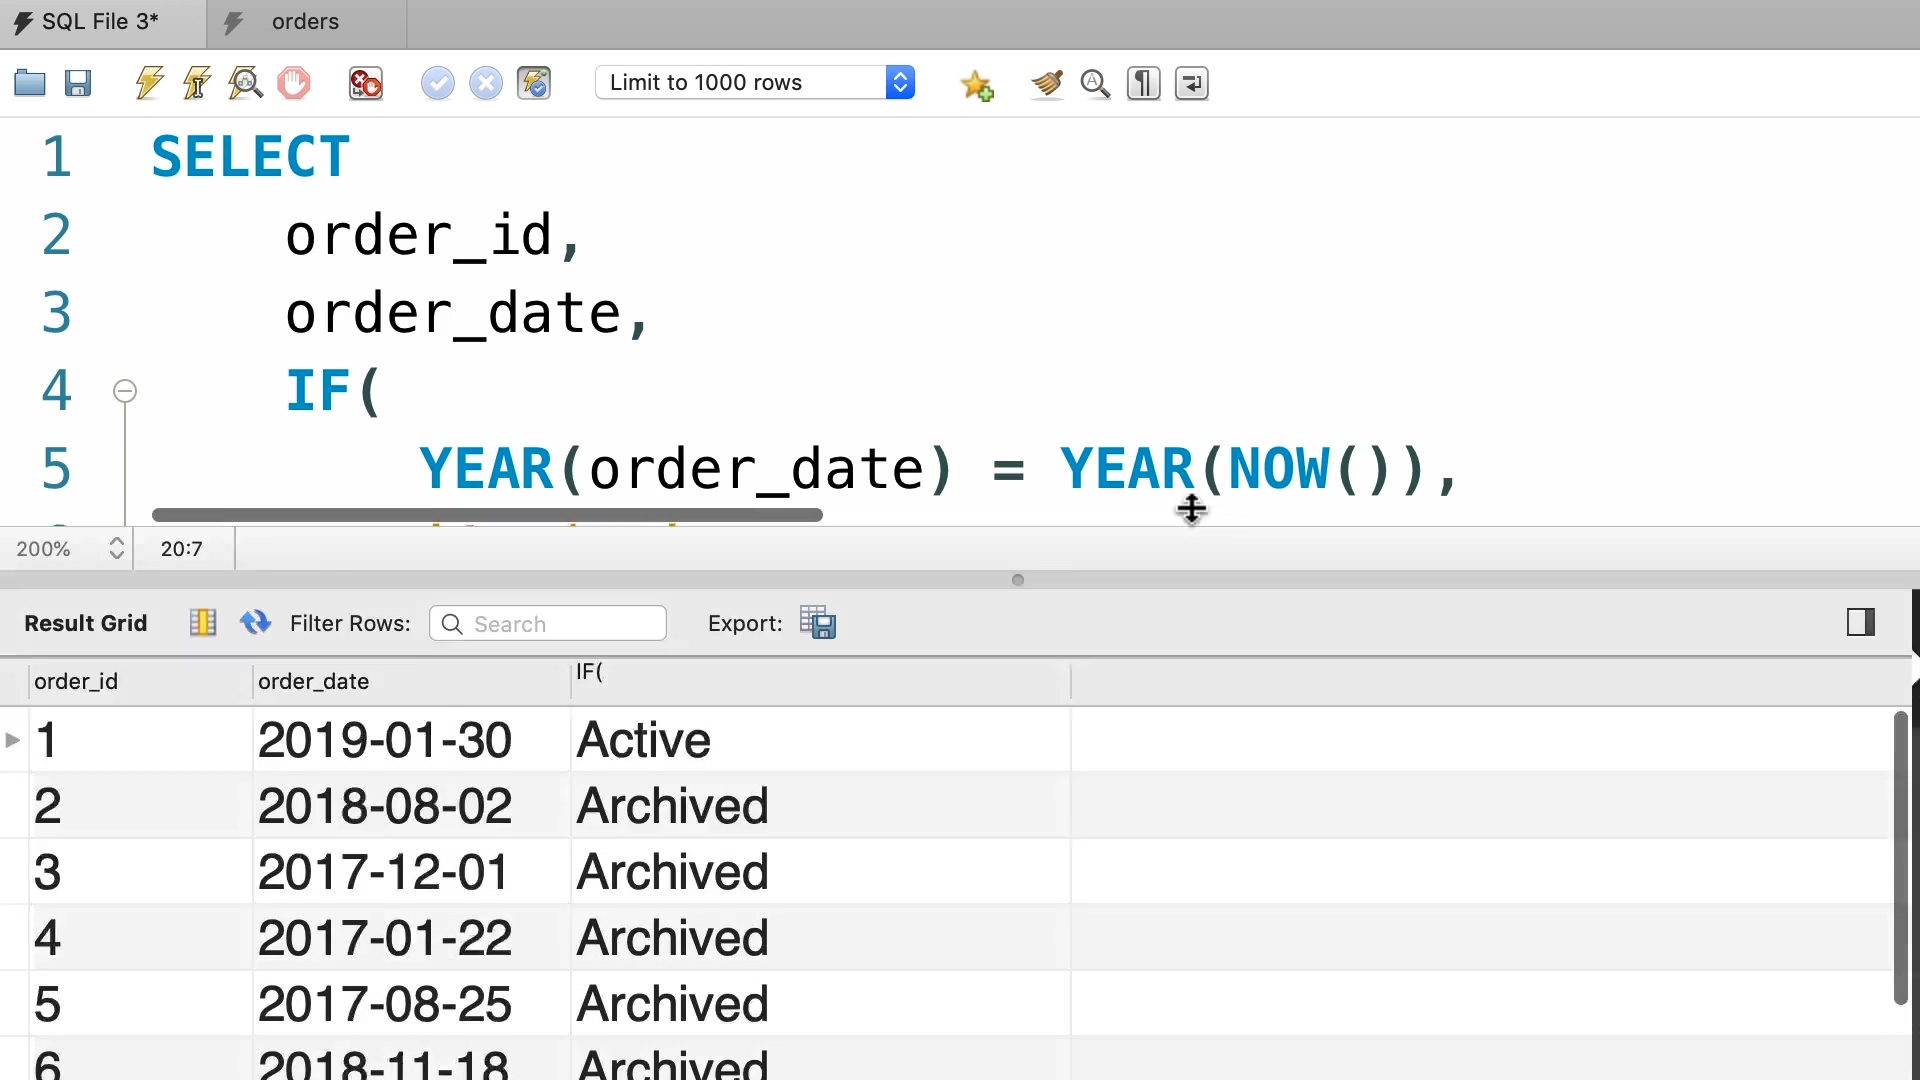 SQL File 3*
orders
Limit to 1000 rows
1 SELECT
2 order_id,
3 order_date,
4 IF(
5 YEAR(order_date) = YEAR(NOW()),
200% 20:7
Result Grid Filter Rows: Search Export:
order_id order_date IF(
1 2019-01-30 Active
2 2018-08-02 Archived
3 2017-12-01 Archived
4 2017-01-22 Archived
5 2017-08-25 Archived
6 2018-11-18 Archived